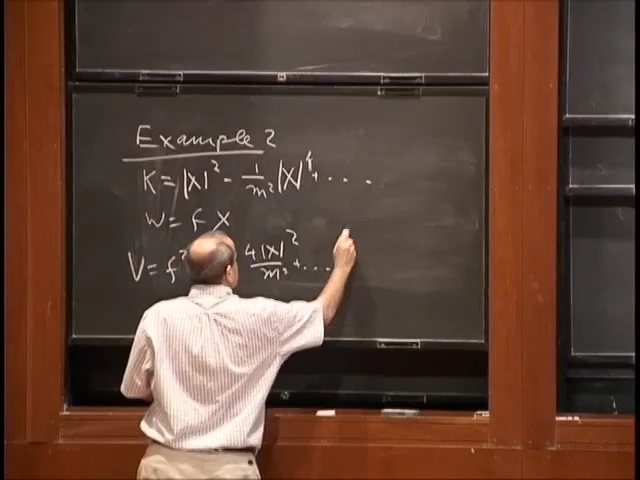 Example 2
K = |X|² - 1/m² |X|⁴ + ....
W = f X
V = f² 4|X|²/m² + ....